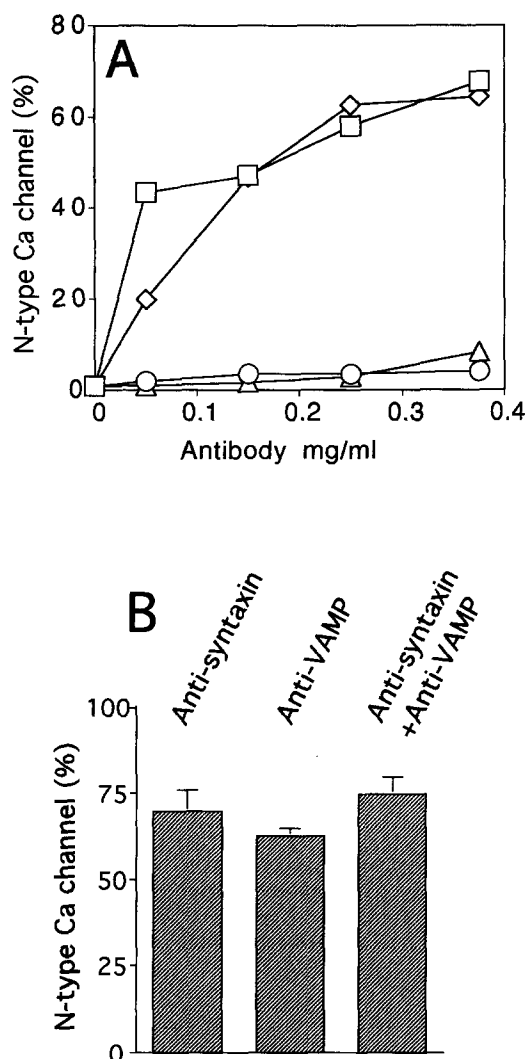 A
N-type Ca channel (%)
80
60
40
20
0
0 0.1 0.2 0.3 0.4
Antibody mg/ml
B
Anti-syntaxin
Anti-VAMP
Anti-syntaxin
+Anti-VAMP
N-type Ca channel (%)
100
75
50
25
0